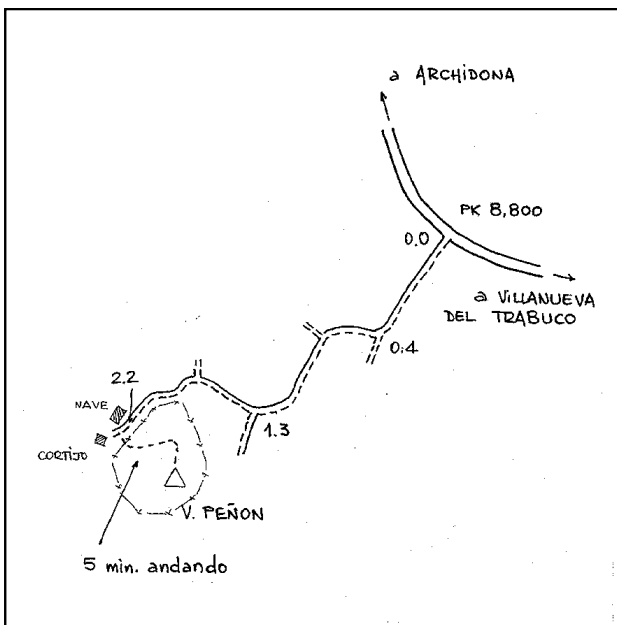 a ARCHIDONA
PK 8,800
0.0
a VILLANUEVA
DEL TRABUCO
0.4
2.2
NAVE
1.3
CORTIJO
V. PEÑON
5 min. andando